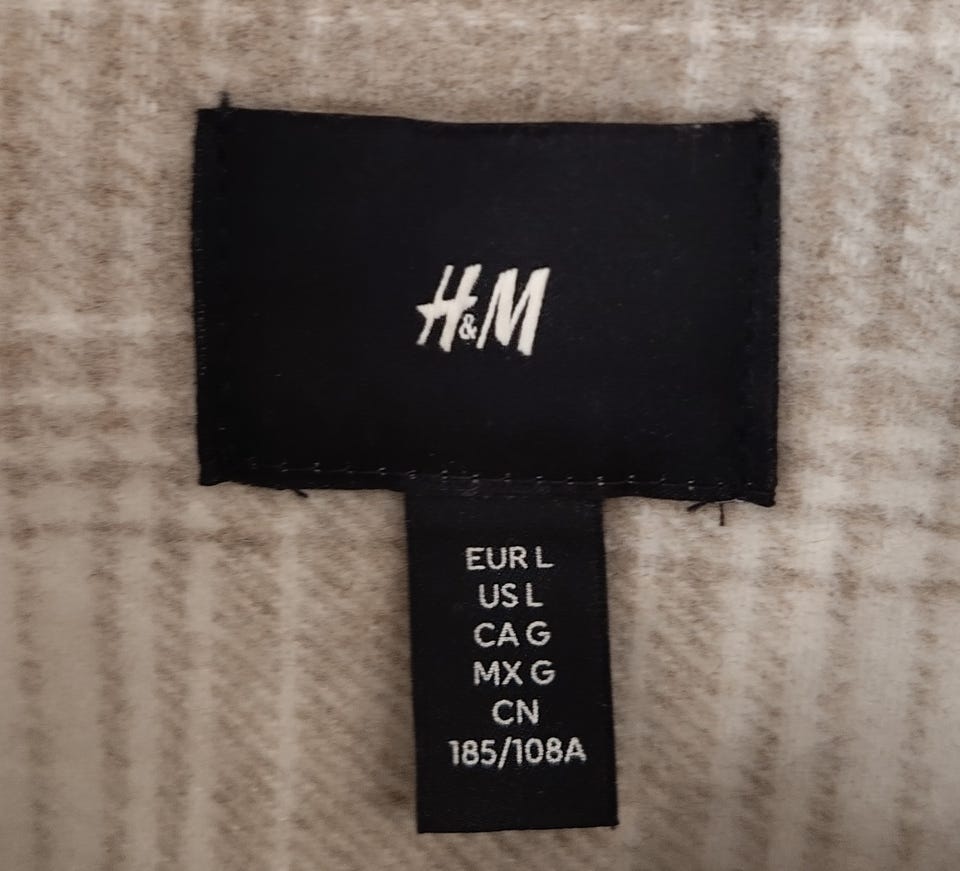 H&M
EUR L
US L
CA G
MX G
CN
185/108A